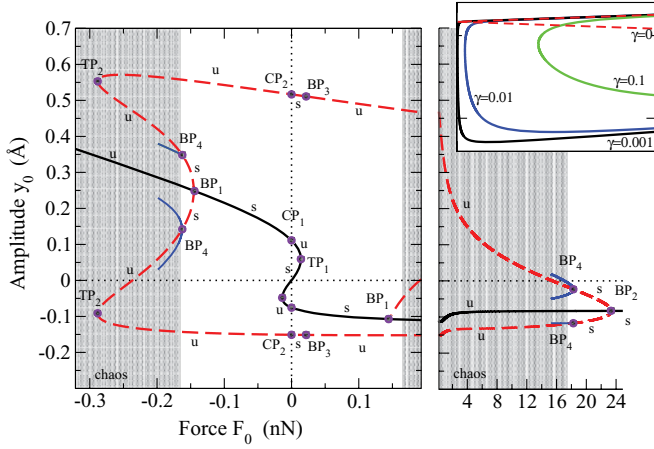 0.7
0.6
0.5
0.4
0.3
0.2
0.1
0
-0.1
-0.2
Amplitude y₀ (Å)
TP₂
u
CP₂
BP₃
s
u
u
BP₄
s
u
BP₁
s
s
CP₁
u
BP₄
TP₁
u
s
TP₂
u
s
BP₁
u
CP₂
s
BP₃
u
chaos
-0.3
-0.2
-0.1
0
0.1
Force F₀ (nN)
γ=0
γ=0.1
γ=0.01
γ=0.001
u
BP₄
s
BP₂
u
s
s
BP₄
u
chaos
4
8
12
16
20
24